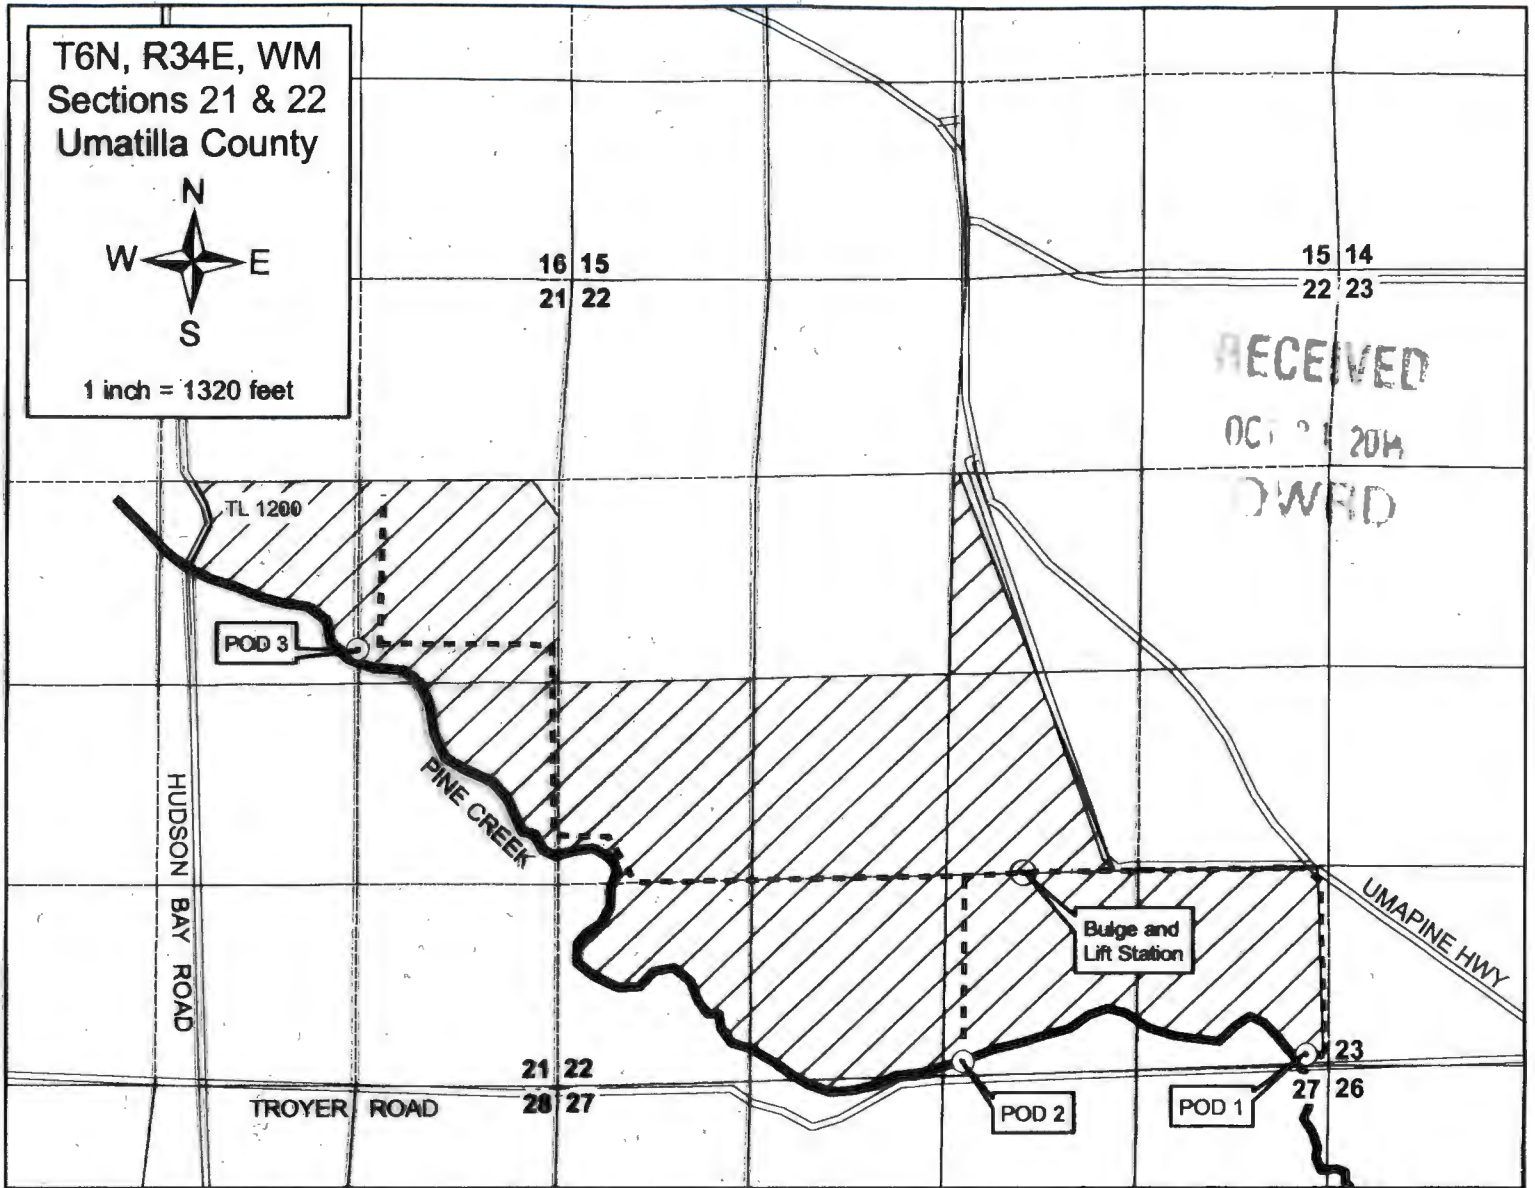 T6N, R34E, WM
Sections 21 & 22
Umatilla County
N
W E
S
1 inch = 1320 feet
16 15
21 22
15 14
22 23
RECEIVED
OWRD
TL 1200
POD 3
PINE CREEK
HUDSON BAY ROAD
Bulge and
Lift Station
UMAPINE HWY
21 22
28 27
23
27 26
TROYER ROAD
POD 2
POD 1